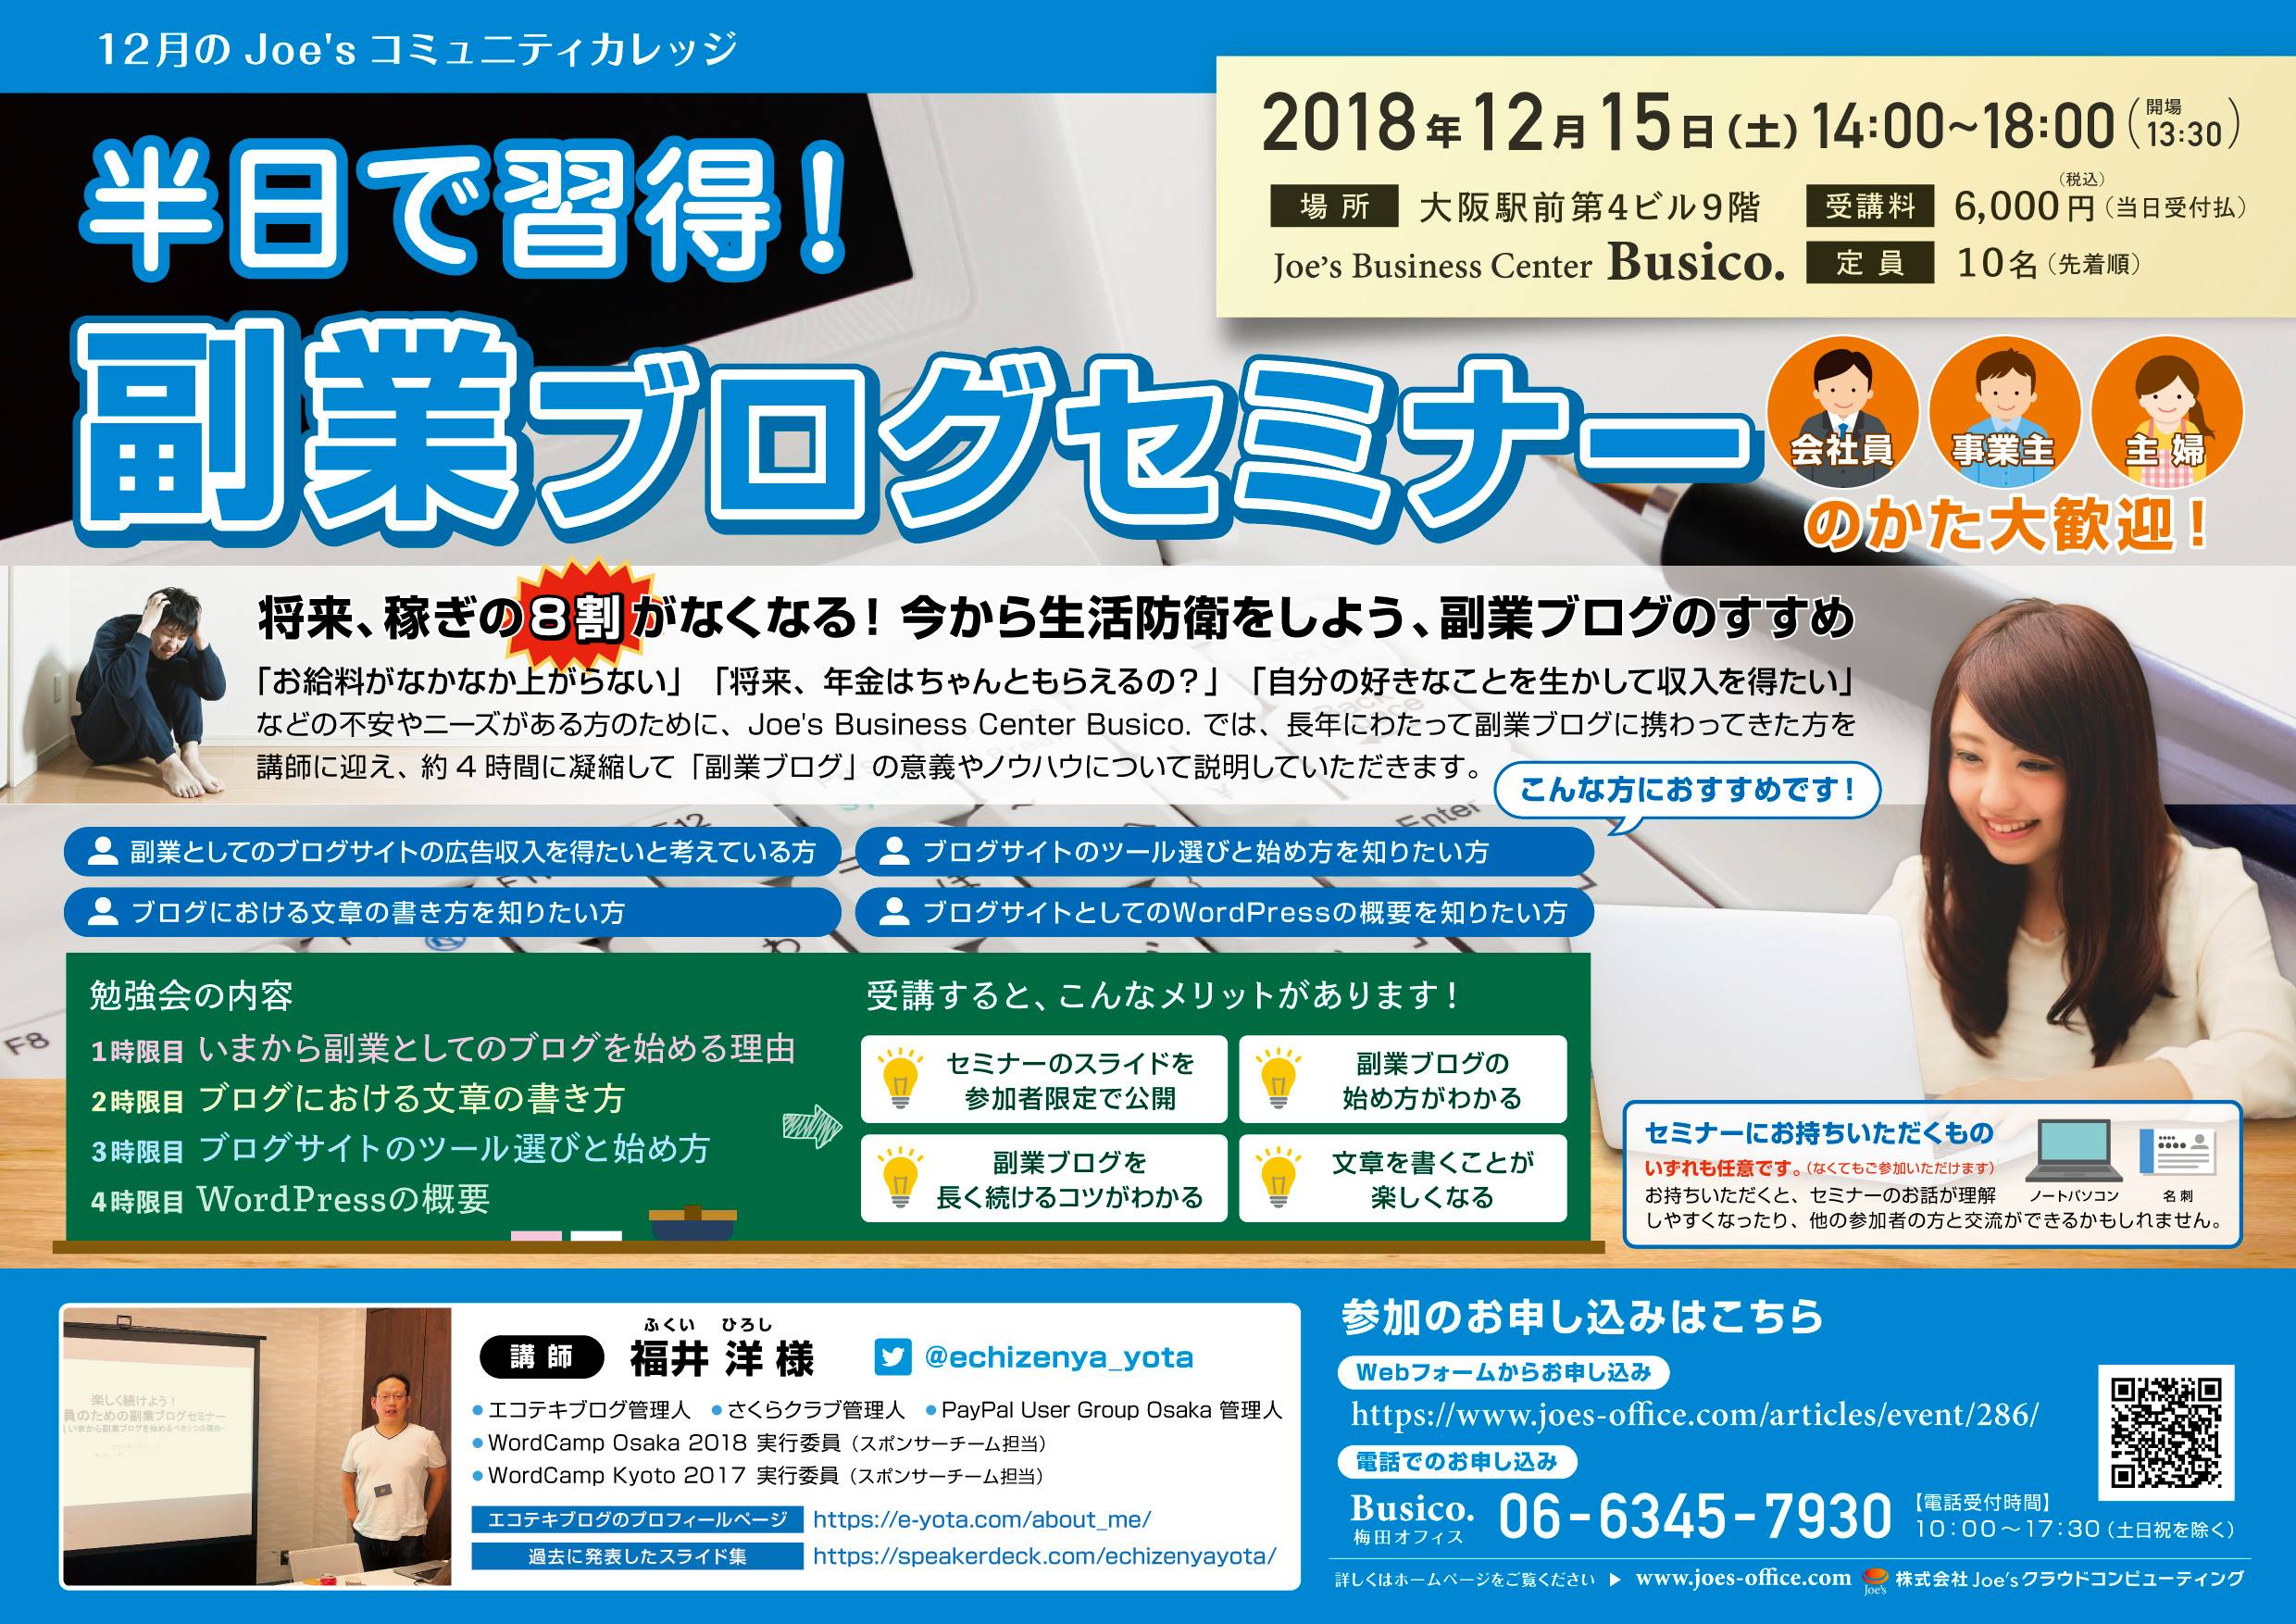 12月の Joe's コミュニティカレッジ
2018年12月15日（土）14:00~18:00（開場 13:30）
場所 大阪駅前第4ビル9階
Joe's Business Center Busico.
受講料 6,000円（税込）（当日受付払）
定員 10名（先着順）
半日で習得！
副業ブログセミナー
会社員 事業主 主婦
のかた大歓迎！
将来、稼ぎの8割がなくなる！今から生活防衛をしよう、副業ブログのすすめ
「お給料がなかなか上がらない」「将来、年金はちゃんともらえるの？」「自分の好きなことを生かして収入を得たい」
などの不安やニーズがある方のために、Joe's Business Center Busico. では、長年にわたって副業ブログに携わってきた方を
講師に迎え、約4時間に凝縮して「副業ブログ」の意義やノウハウについて説明していただきます。
こんな方におすすめです！
副業としてのブログサイトの広告収入を得たいと考えている方
ブログサイトのツール選びと始め方を知りたい方
ブログにおける文章の書き方を知りたい方
ブログサイトとしてのWordPressの概要を知りたい方
F12
Enter
F8
勉強会の内容
1時限目 いまから副業としてのブログを始める理由
2時限目 ブログにおける文章の書き方
3時限目 ブログサイトのツール選びと始め方
4時限目 WordPressの概要
受講すると、こんなメリットがあります！
セミナーのスライドを
参加者限定で公開
副業ブログの
始め方がわかる
副業ブログを
長く続けるコツがわかる
文章を書くことが
楽しくなる
セミナーにお持ちいただくもの
いずれも任意です。（なくてもご参加いただけます）
お持ちいただくと、セミナーのお話が理解
しやすくなったり、他の参加者の方と交流ができるかもしれません。
ノートパソコン 名刺
楽しく続けよう！
員のための副業ブログセミナー
講師
ふくい ひろし
福井 洋 様
@echizenya_yota
●エコテキブログ管理人 ●さくらクラブ管理人 ●PayPal User Group Osaka 管理人
●WordCamp Osaka 2018 実行委員（スポンサーチーム担当）
●WordCamp Kyoto 2017 実行委員（スポンサーチーム担当）
エコテキブログのプロフィールページ https://e-yota.com/about_me/
過去に発表したスライド集 https://speakerdeck.com/echizenyayota/
参加のお申し込みはこちら
Webフォームからお申し込み
https://www.joes-office.com/articles/event/286/
電話でのお申し込み
Busico.
梅田オフィス
06-6345-7930
【電話受付時間】
10:00〜17:30（土日祝を除く）
詳しくはホームページをご覧ください ▶ www.joes-office.com Joe's 株式会社 Joe'sクラウドコンピューティング